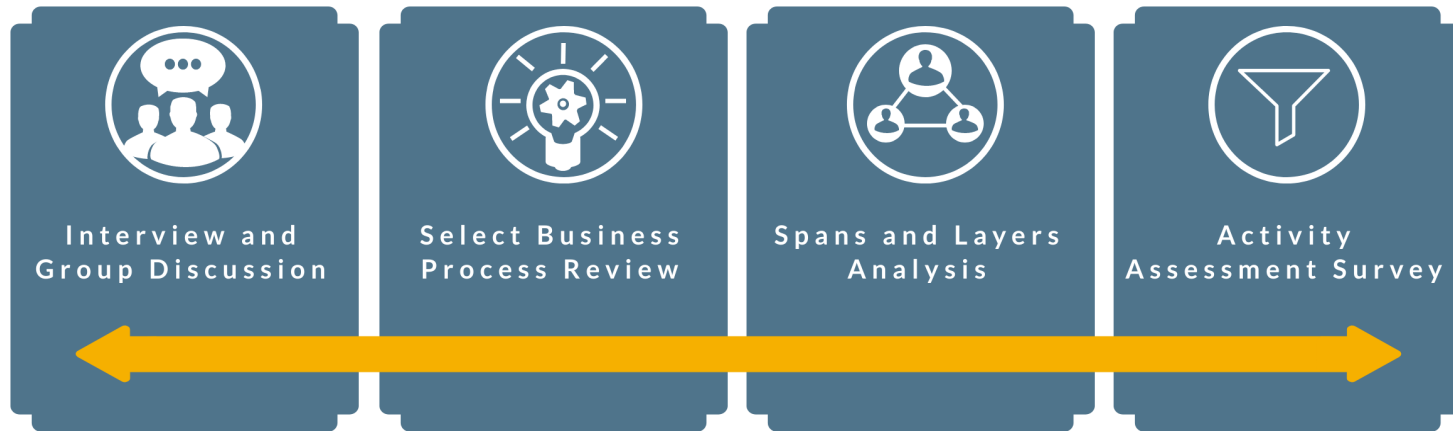 Interview and
Group Discussion
Select Business
Process Review
Spans and Layers
Analysis
Activity
Assessment Survey